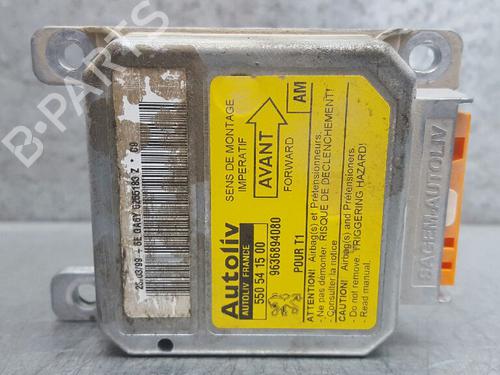 Autoliv
AUTOLIV FRANCE
550 54 15 00
9636894080
POUR T1
SENS DE MONTAGE
IMPERATIF
AVANT
FORWARD
AM
ATTENTION! Airbag(s) et Prétensionneurs.
- Ne pas démonter. RISQUE DE DECLENCHEMENT!
- Consulter la notice
CAUTION! Airbag(s) and Pretensioners.
- Do not remove. TRIGGERING HAZARD!
- Read manual.
SAGEM-AUTOLIV
B-PARTS